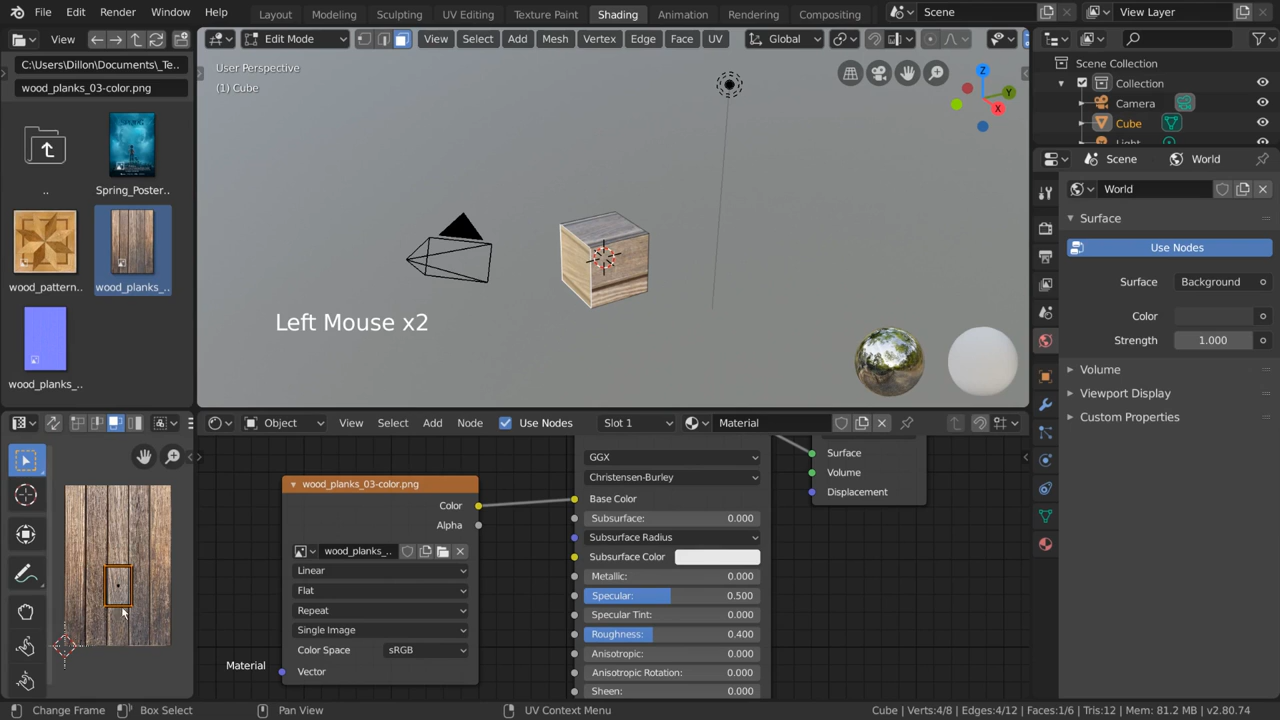 File Edit Render Window Help
Layout Modeling Sculpting UV Editing Texture Paint Shading Animation Rendering Compositing
Scene
View Layer
View
C:\Users\Dillon\Documents\_Te..
wood_planks_03-color.png
..
Spring_Poster..
wood_pattern..
wood_planks_..
wood_planks_..
Edit Mode
View Select Add Mesh Vertex Edge Face UV
Global
User Perspective
(1) Cube
Z
Y
X
Left Mouse x2
Scene Collection
Collection
Camera
Cube
Light
Scene
World
World
Surface
Use Nodes
Surface Background
Color
Strength 1.000
Volume
Viewport Display
Custom Properties
Object
View Select Add Node
Use Nodes
Slot 1
Material
wood_planks_03-color.png
Color
Alpha
wood_planks_..
Linear
Flat
Repeat
Single Image
Color Space sRGB
Vector
Material
GGX
Christensen-Burley
Base Color
Subsurface: 0.000
Subsurface Radius
Subsurface Color
Metallic: 0.000
Specular: 0.500
Specular Tint: 0.000
Roughness: 0.400
Anisotropic: 0.000
Anisotropic Rotation: 0.000
Sheen: 0.000
Surface
Volume
Displacement
Change Frame
Box Select
Pan View
UV Context Menu
Cube | Verts:4/8 | Edges:4/12 | Faces:1/6 | Tris:12 | Mem: 81.2 MB | v2.80.74